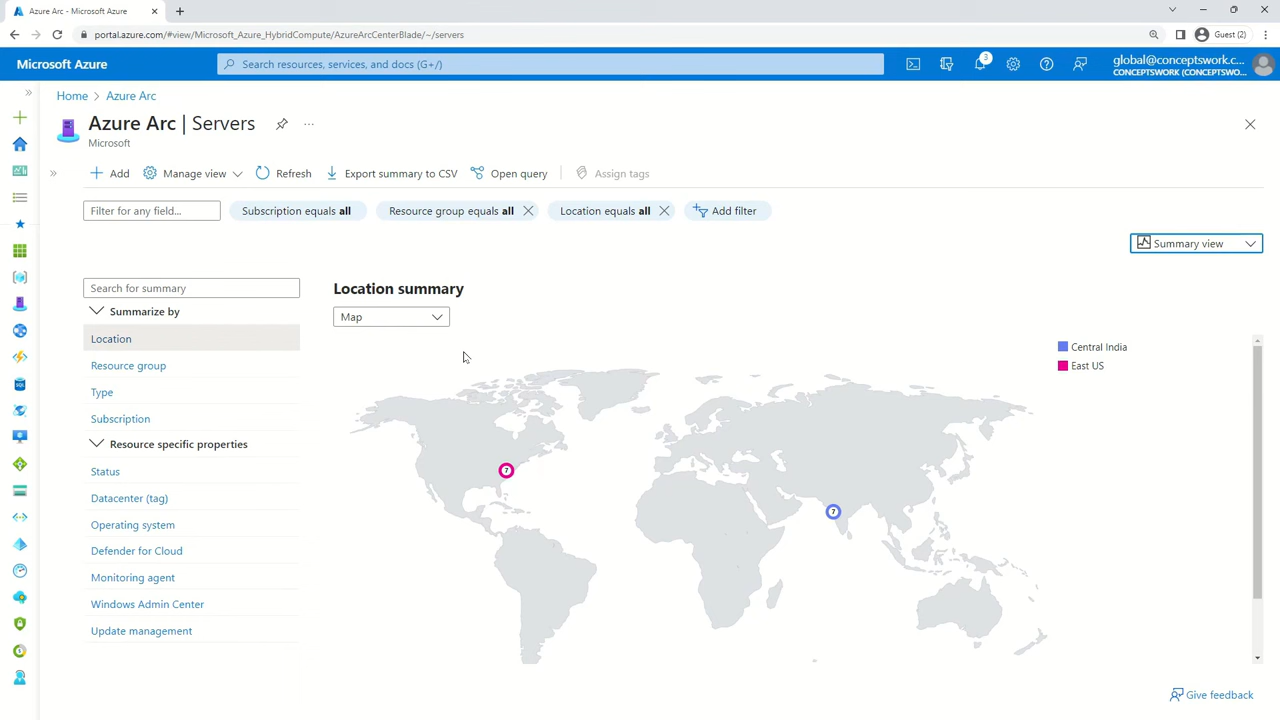 Azure Arc - Microsoft Azure
portal.azure.com/#view/Microsoft_Azure_HybridCompute/AzureArcCenterBlade/~/servers
Guest (2)
Microsoft Azure
Search resources, services, and docs (G+/)
3
global@conceptswork.c...
CONCEPTSWORK (CONCEPTSWO...
Home > Azure Arc
Azure Arc | Servers
...
Microsoft
Add
Manage view
Refresh
Export summary to CSV
Open query
Assign tags
Filter for any field...
Subscription equals all
Resource group equals all
Location equals all
Add filter
Summary view
Search for summary
Summarize by
Location
Resource group
Type
Subscription
Resource specific properties
Status
Datacenter (tag)
Operating system
Defender for Cloud
Monitoring agent
Windows Admin Center
Update management
Location summary
Map
Central India
East US
7
7
Give feedback